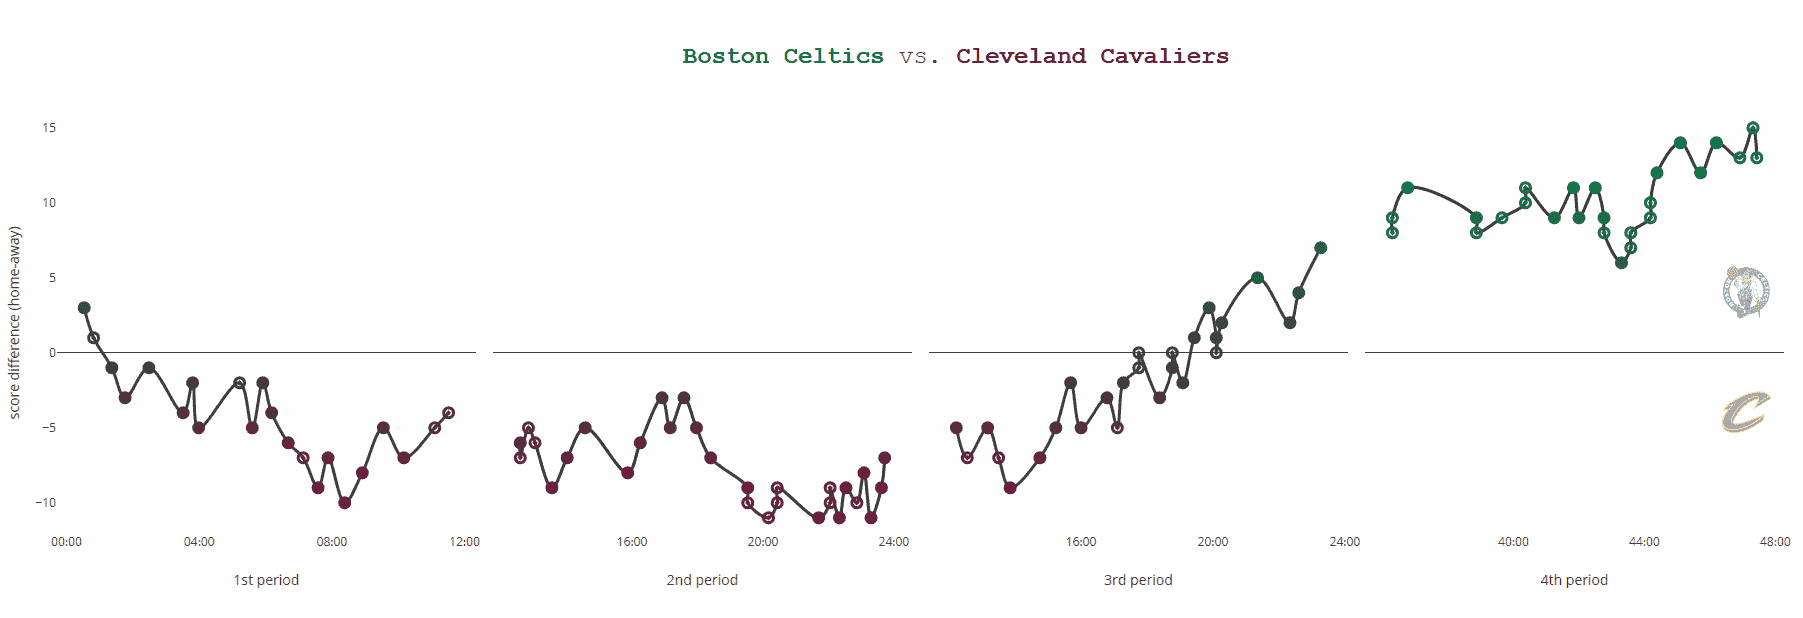 Boston Celtics vs. Cleveland Cavaliers
score difference (home-away)
15
10
5
0
−5
−10
00:00 04:00 08:00 12:00 16:00 20:00 24:00 16:00 20:00 24:00 40:00 44:00 48:00
1st period 2nd period 3rd period 4th period